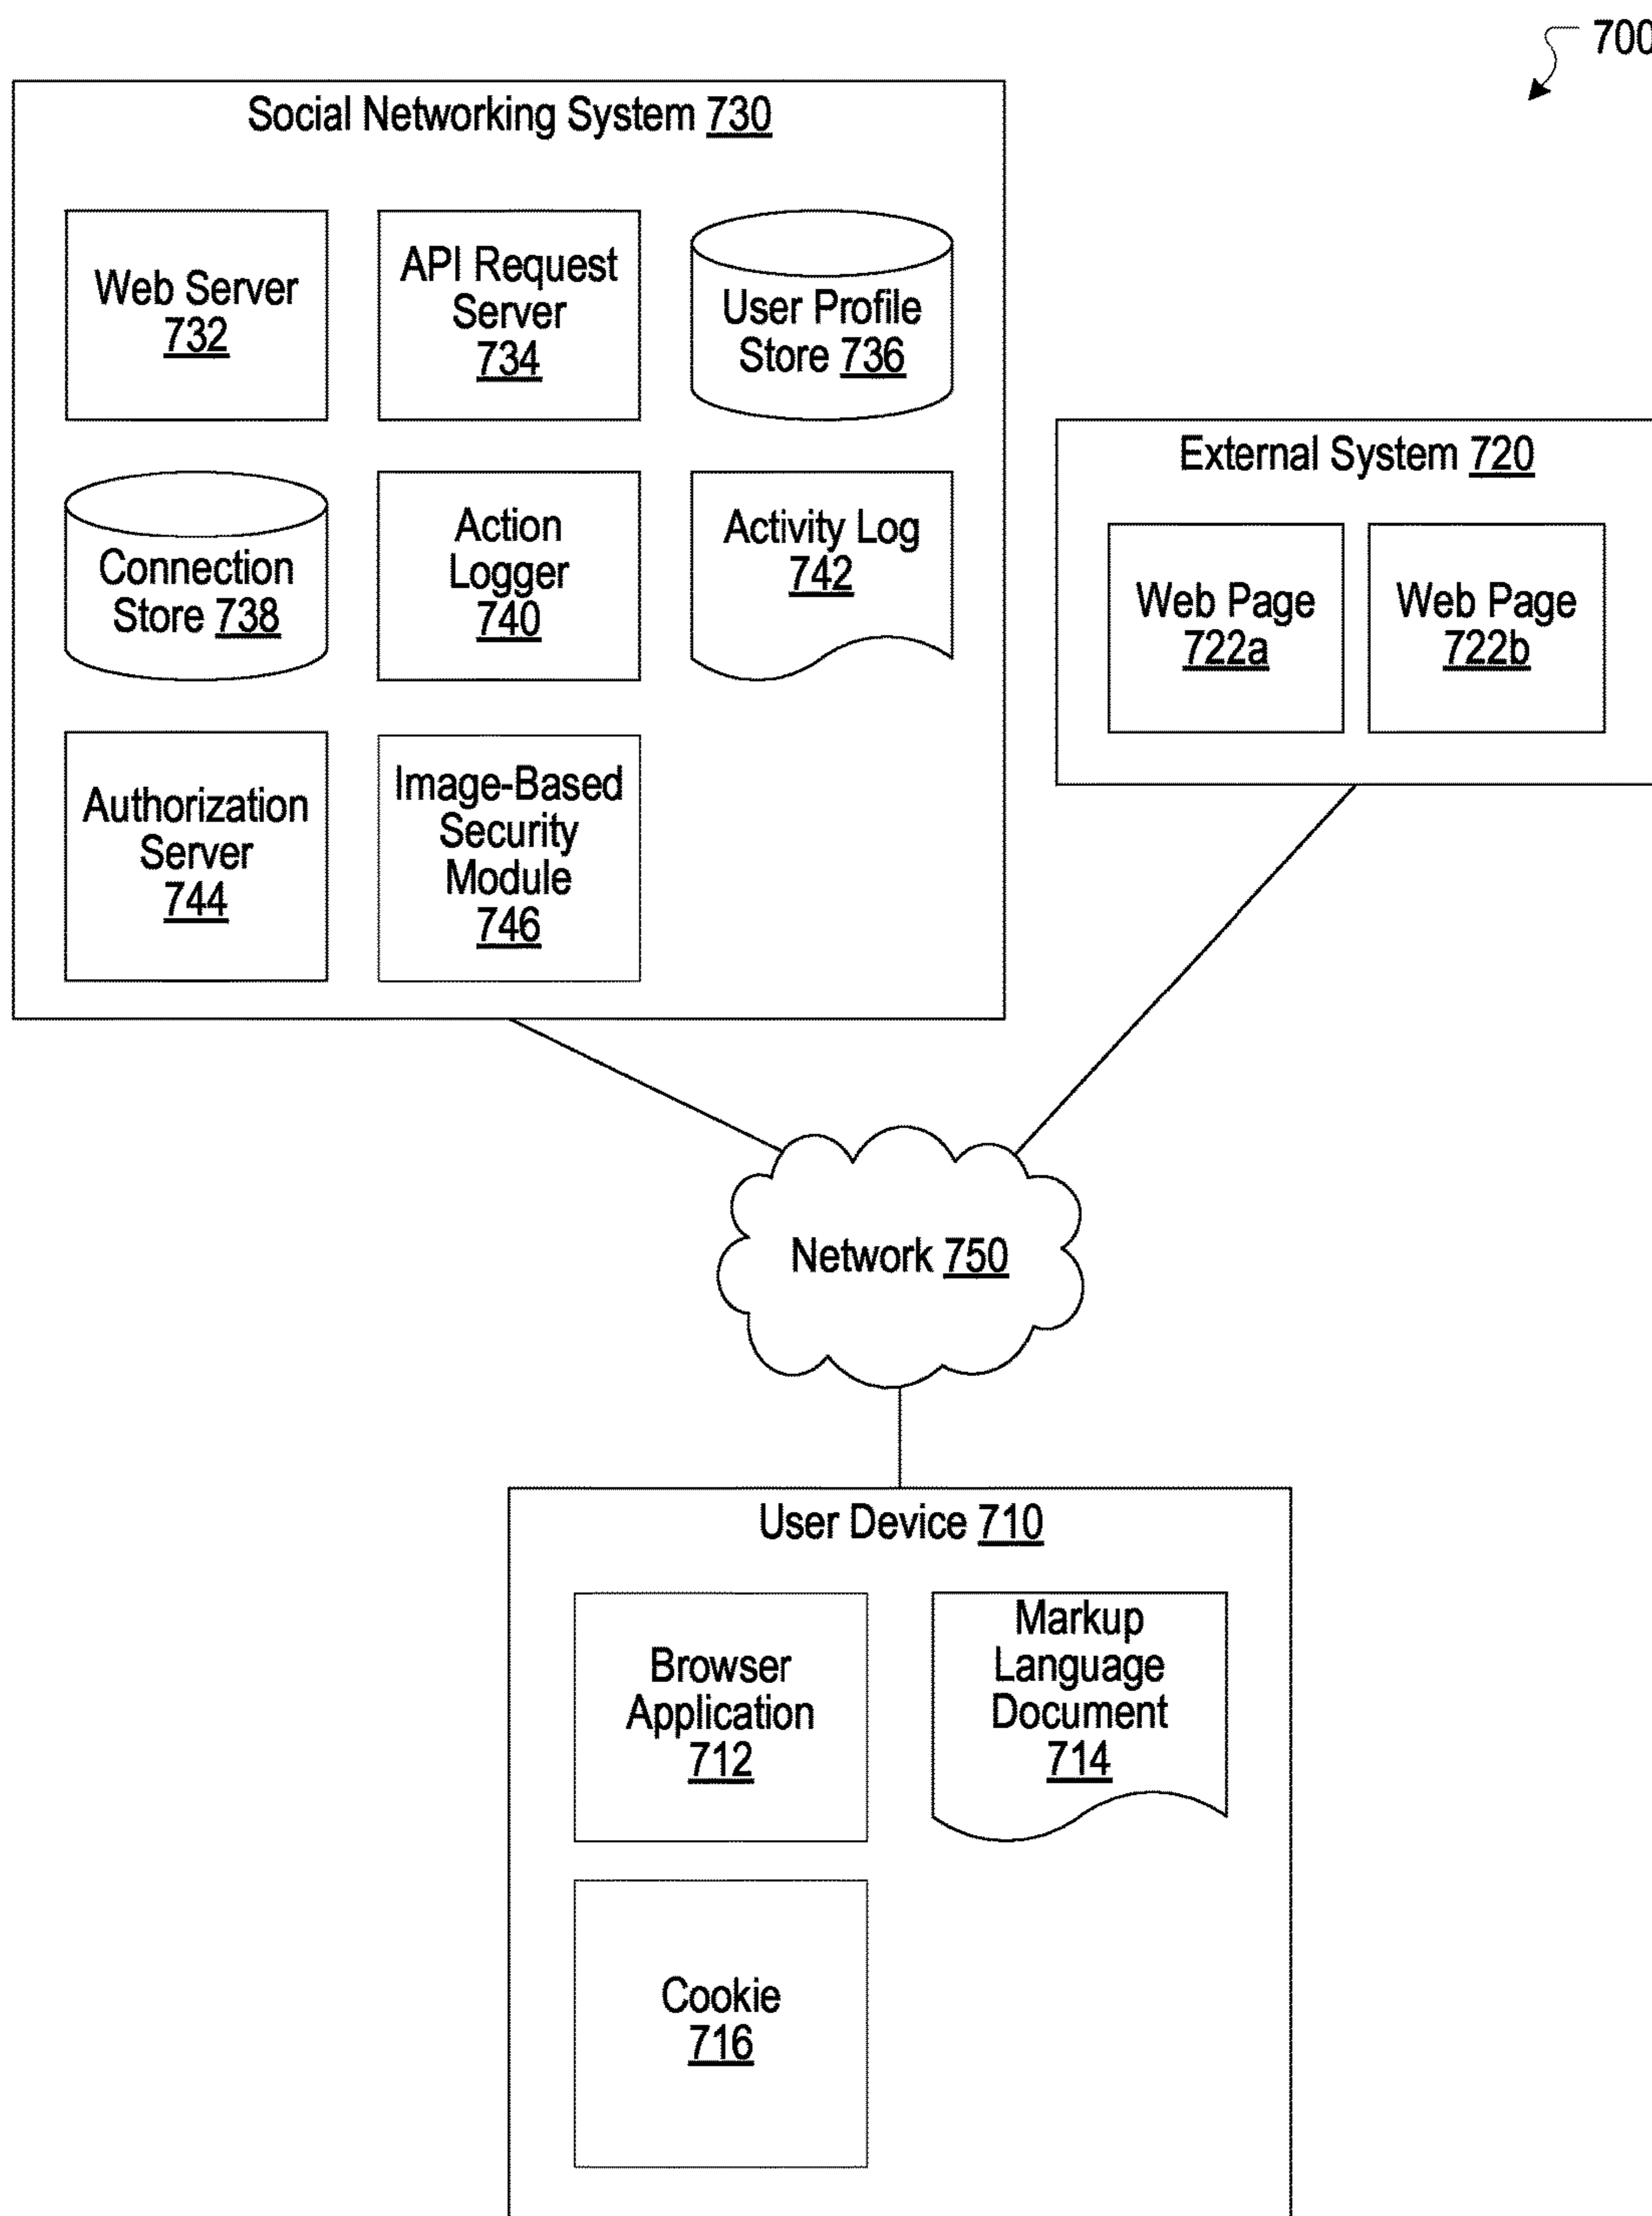 700
Social Networking System 730
Web Server
732
API Request
Server
734
User Profile
Store 736
Connection
Store 738
Action
Logger
740
Activity Log
742
Authorization
Server
744
Image-Based
Security
Module
746
External System 720
Web Page
722a
Web Page
722b
Network 750
User Device 710
Browser
Application
712
Markup
Language
Document
714
Cookie
716